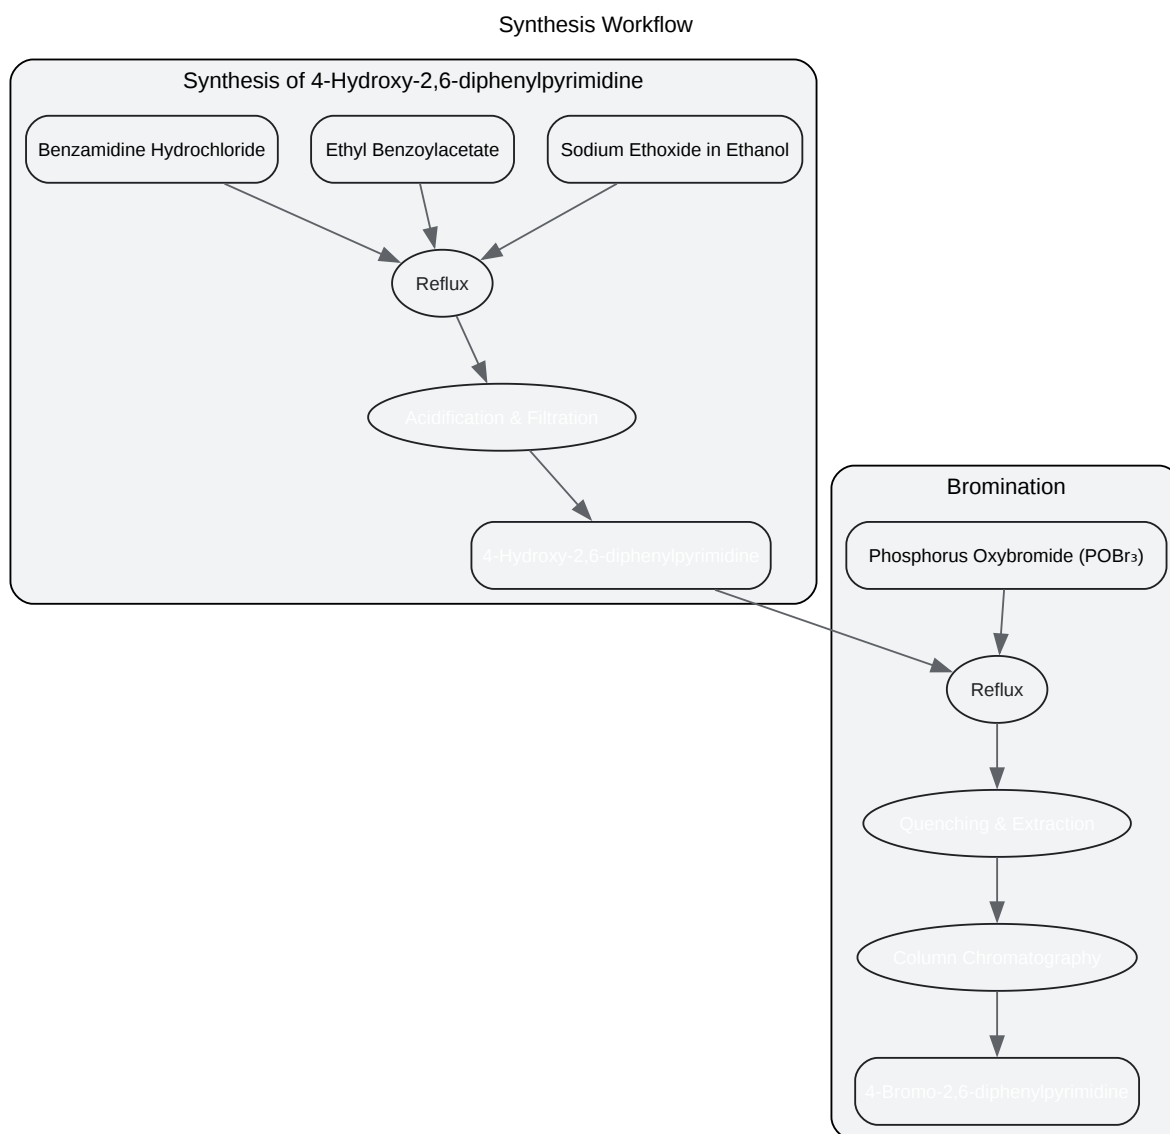 Synthesis Workflow
Synthesis of 4-Hydroxy-2,6-diphenylpyrimidine
Benzamidine Hydrochloride
Ethyl Benzoylacetate
Sodium Ethoxide in Ethanol
Reflux
Acidification & Filtration
4-Hydroxy-2,6-diphenylpyrimidine
Bromination
Phosphorus Oxybromide (POBr₃)
Reflux
Quenching & Extraction
Column Chromatography
4-Bromo-2,6-diphenylpyrimidine